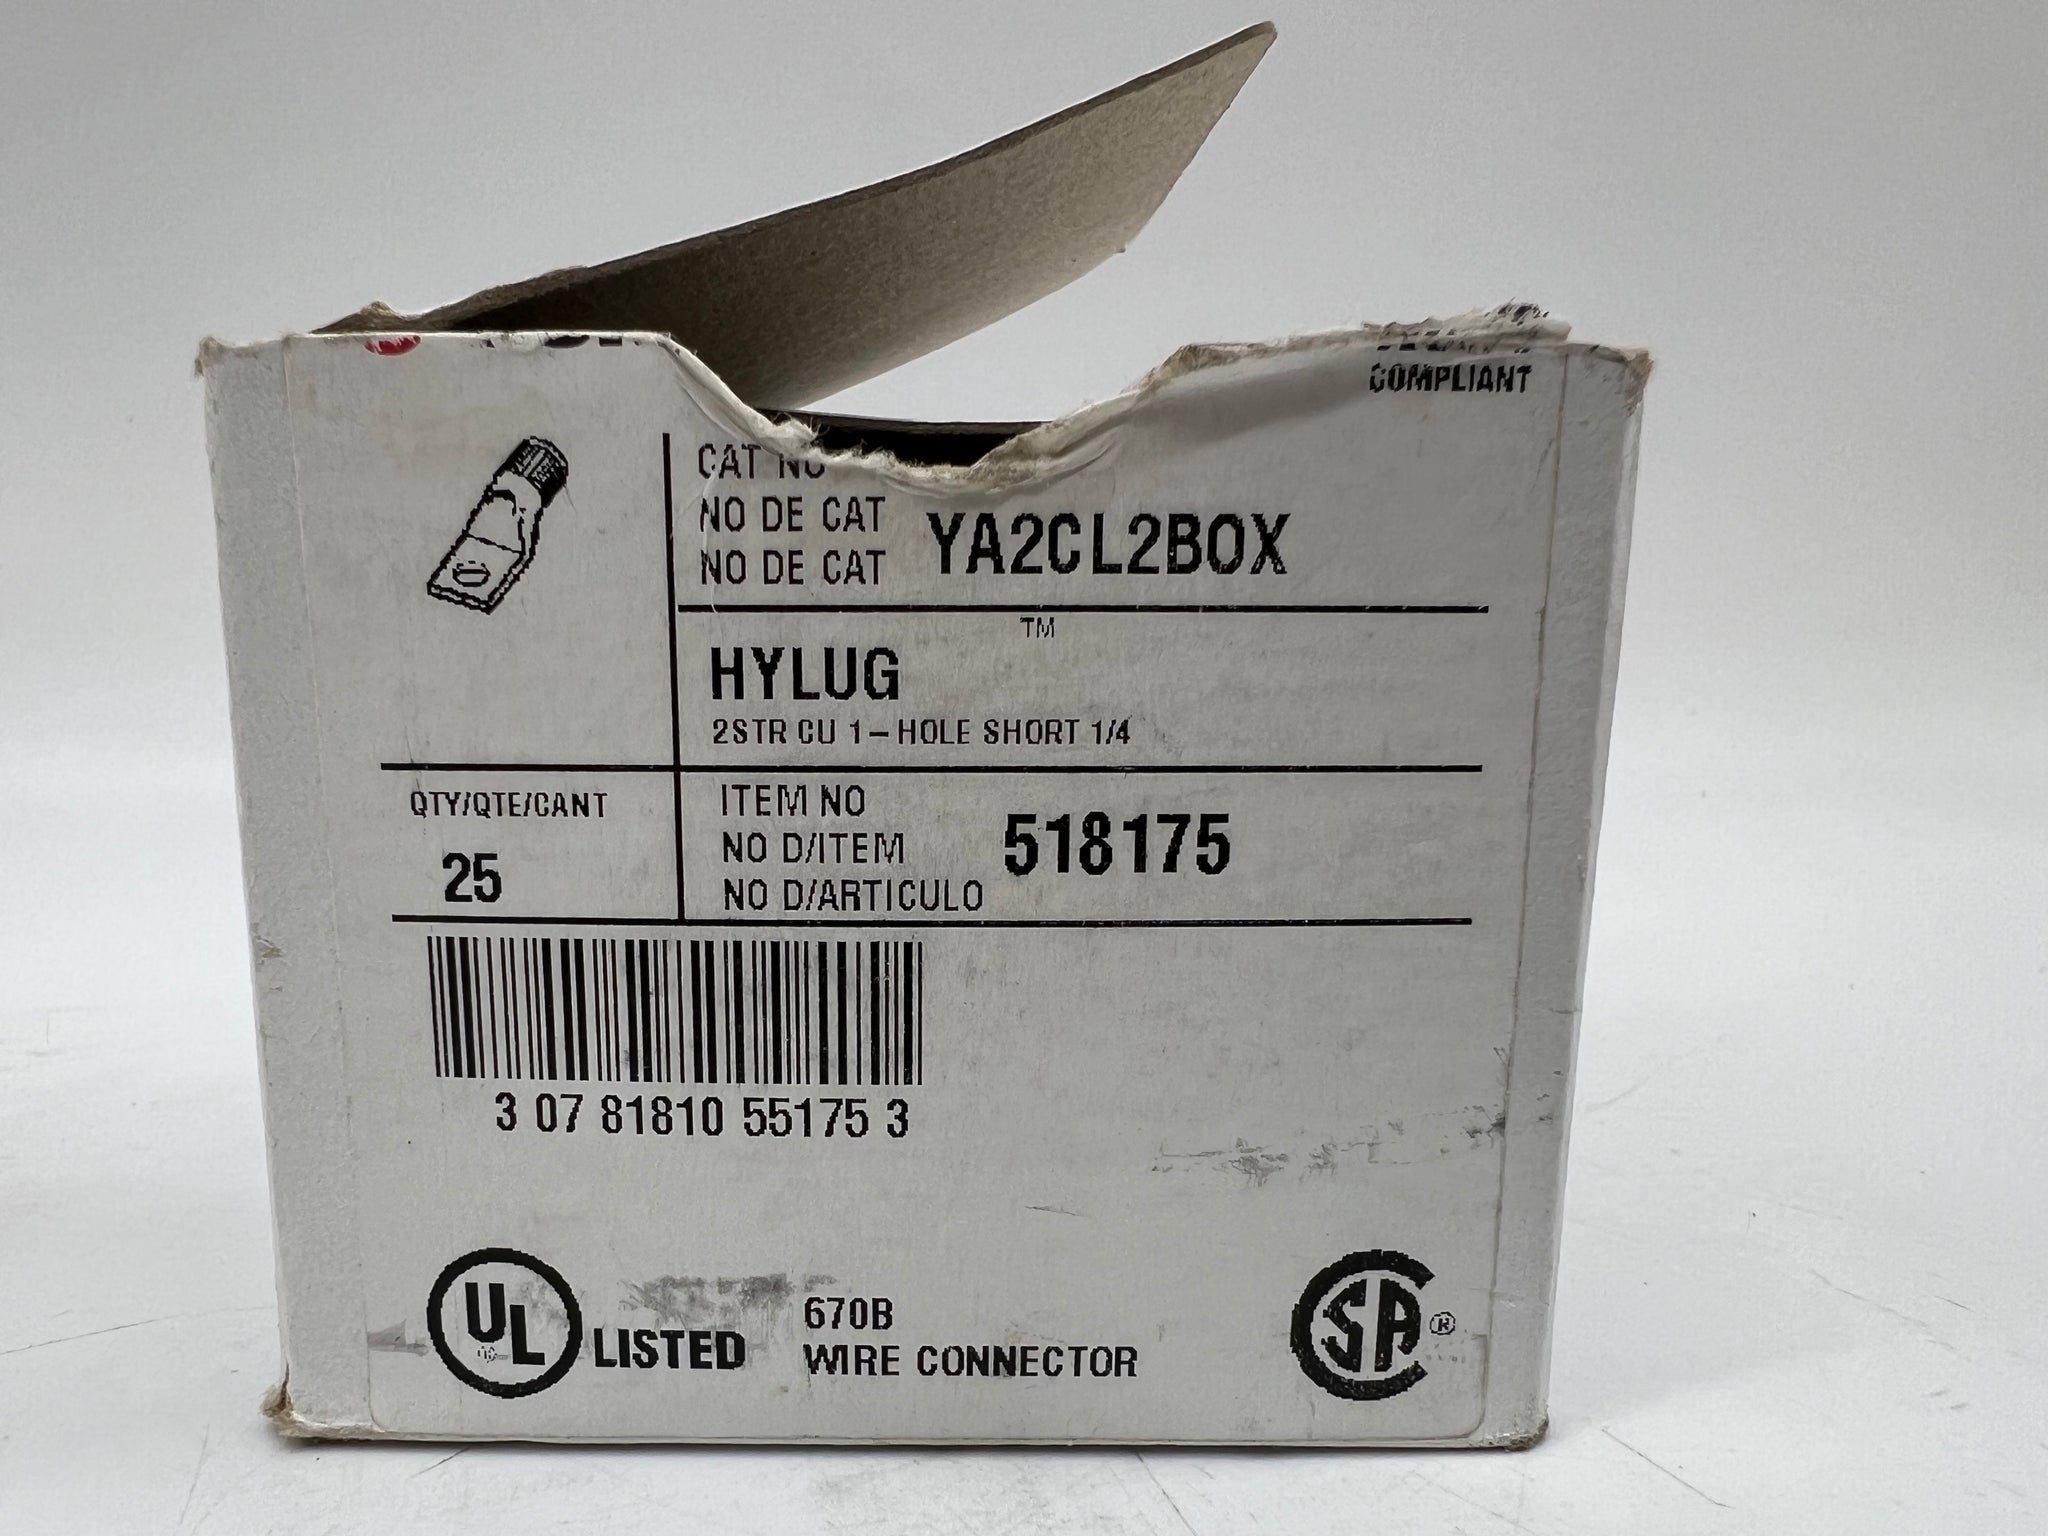 COMPLIANT
CAT NO
NO DE CAT
NO DE CAT
YA2CL2BOX
TM
HYLUG
2STR CU 1-HOLE SHORT 1/4
QTY/QTE/CANT
25
ITEM NO
NO D/ITEM
NO D/ARTICULO
518175
3 07 81810 55175 3
UL LISTED
670B
WIRE CONNECTOR
CSA ®